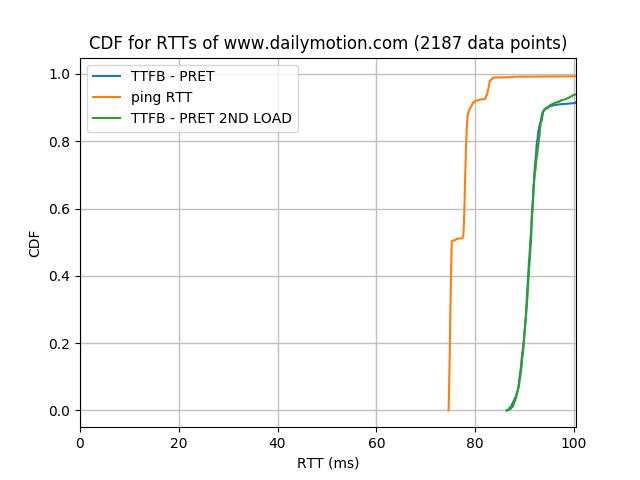 CDF for RTTs of www.dailymotion.com (2187 data points)
TTFB - PRET
ping RTT
TTFB - PRET 2ND LOAD
1.0
0.8
0.6
0.4
0.2
0.0
CDF
0 20 40 60 80 100
RTT (ms)